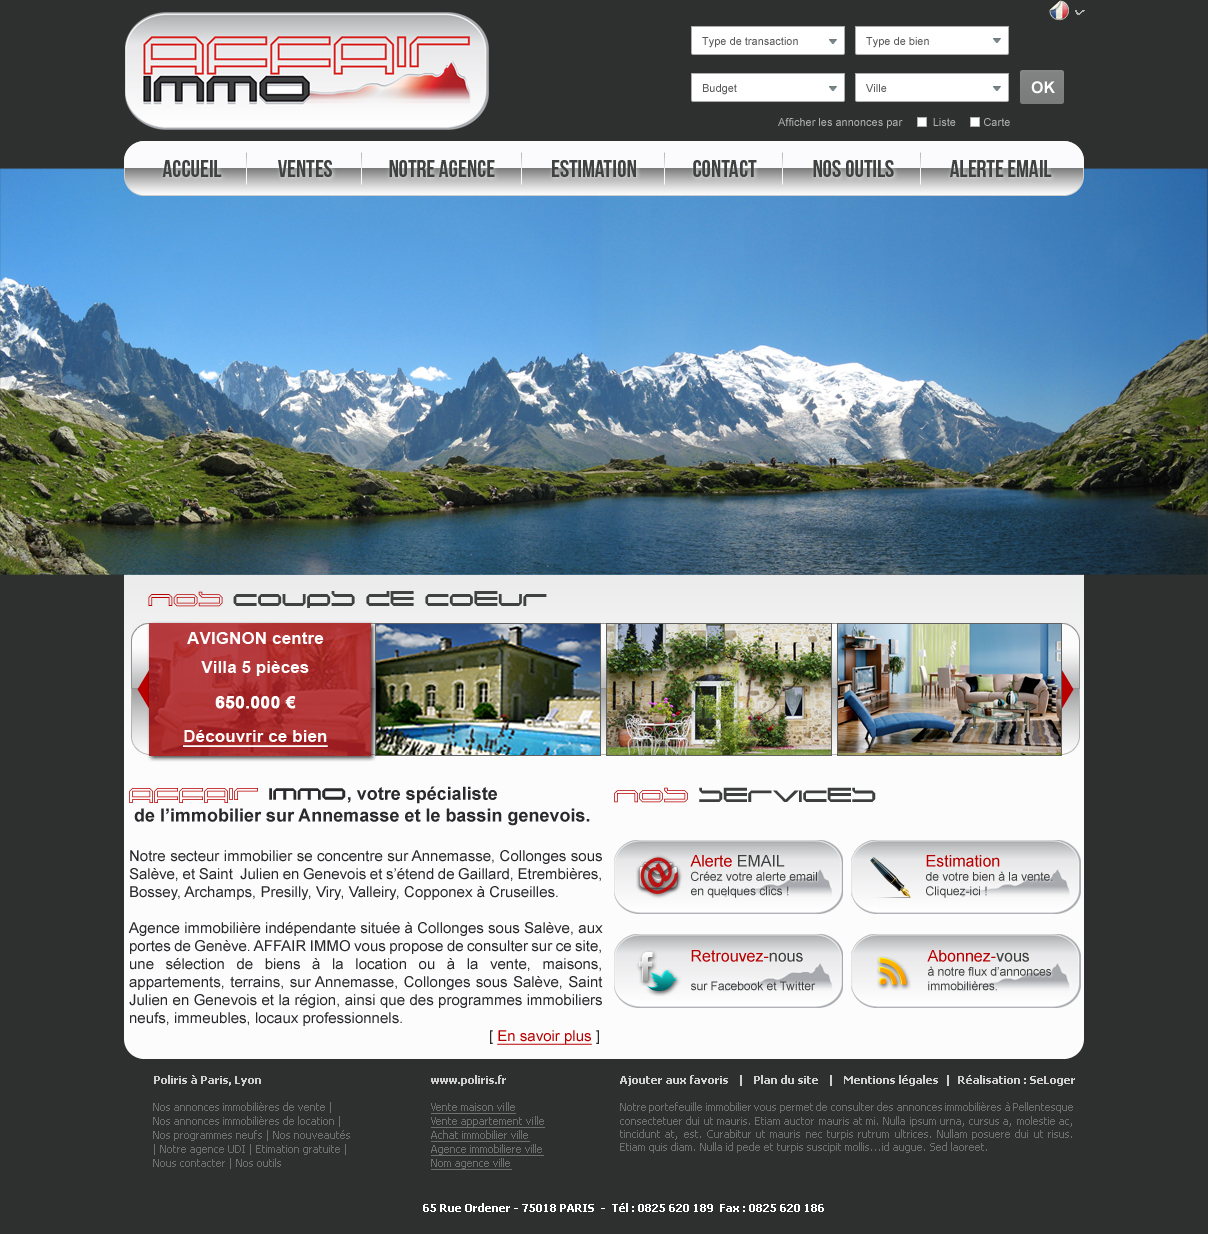 AFFAIR
IMMO
Type de transaction
Type de bien
Budget
Ville
OK
Afficher les annonces par
Liste
Carte
ACCUEIL
VENTES
NOTRE AGENCE
ESTIMATION
CONTACT
NOS OUTILS
ALERTE EMAIL
NOS COUPS DE COEUR
AVIGNON centre
Villa 5 pièces
650.000 €
Découvrir ce bien
AFFAIR IMMO, votre spécialiste
de l'immobilier sur Annemasse et le bassin genevois.
Notre secteur immobilier se concentre sur Annemasse, Collonges sous
Salève, et Saint Julien en Genevois et s'étend de Gaillard, Etrembières,
Bossey, Archamps, Presilly, Viry, Valleiry, Copponex à Cruseilles.
Agence immobilière indépendante située à Collonges sous Salève, aux
portes de Genève. AFFAIR IMMO vous propose de consulter sur ce site,
une sélection de biens à la location ou à la vente, maisons,
appartements, terrains, sur Annemasse, Collonges sous Salève, Saint
Julien en Genevois et la région, ainsi que des programmes immobiliers
neufs, immeubles, locaux professionnels.
[ En savoir plus ]
NOS SERVICES
Alerte EMAIL
Créez votre alerte email
en quelques clics !
Estimation
de votre bien à la vente.
Cliquez-ici !
Retrouvez-nous
sur Facebook et Twitter
Abonnez-vous
à notre flux d'annonces
immobilières.
Poliris à Paris, Lyon
Nos annonces immobilières de vente |
Nos annonces immobilières de location |
Nos programmes neufs | Nos nouveautés
| Notre agence UDI | Etimation gratuite |
Nous contacter | Nos outils
www.poliris.fr
Vente maison ville
Vente appartement ville
Achat immobilier ville
Agence immobiliere ville
Nom agence ville
Ajouter aux favoris | Plan du site | Mentions légales | Réalisation : SeLoger
Notre portefeuille immobilier vous permet de consulter des annonces immobilières à Pellentesque
consectetuer dui ut mauris. Etiam auctor mauris at mi. Nulla ipsum urna, cursus a, molestie ac,
tincidunt at, est. Curabitur ut mauris nec turpis rutrum ultrices. Nullam posuere dui ut risus.
Etiam quis diam. Nulla id pede et turpis suscipit mollis...id augue. Sed laoreet.
65 Rue Ordener - 75018 PARIS - Tél : 0825 620 189 Fax : 0825 620 186